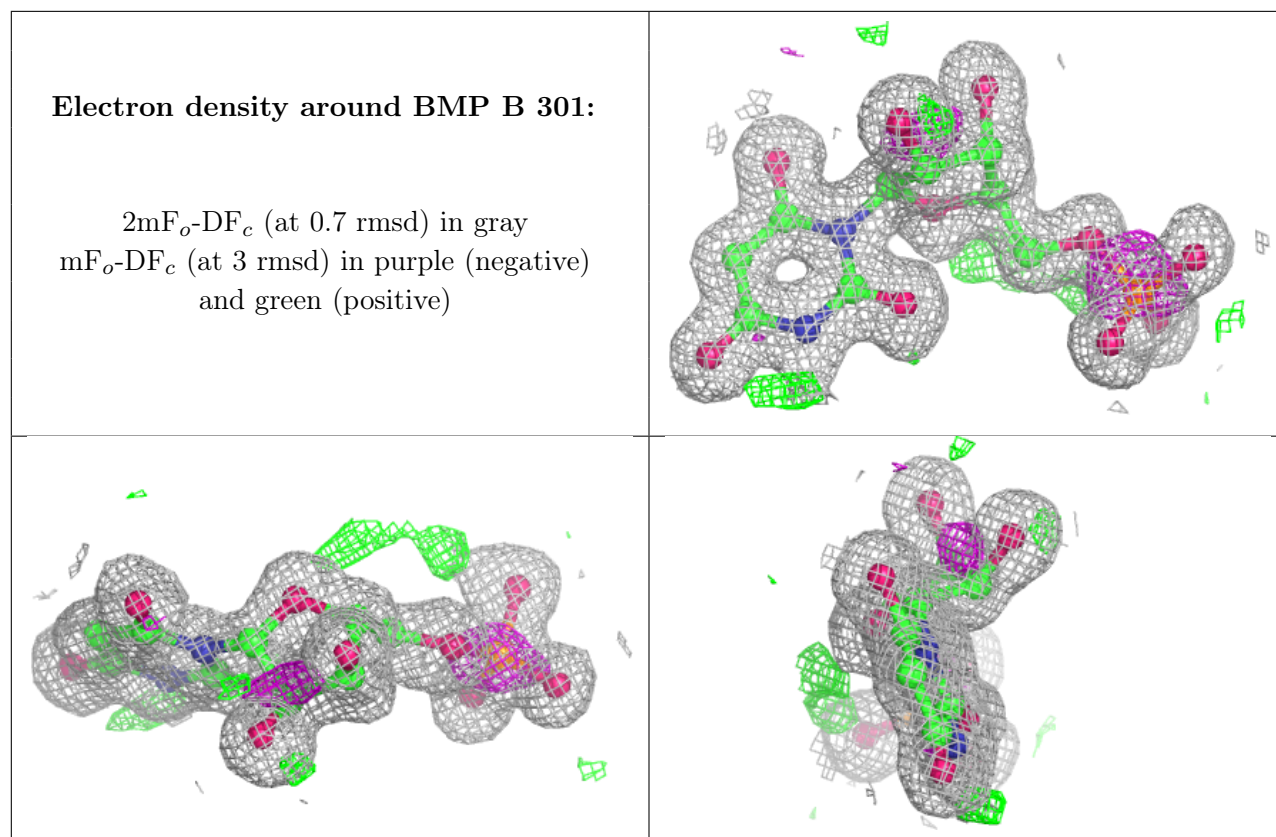 Electron density around BMP B 301:
2mFo-DFc (at 0.7 rmsd) in gray
mFo-DFc (at 3 rmsd) in purple (negative)
and green (positive)